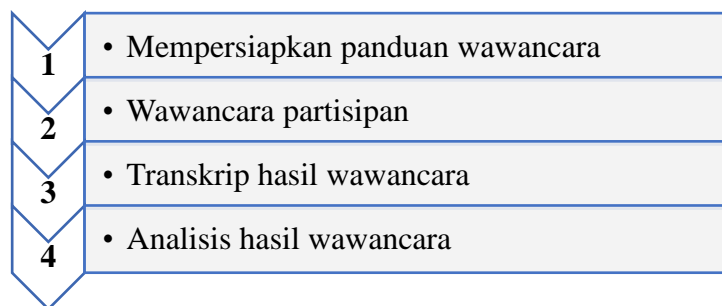 1 • Mempersiapkan panduan wawancara
2 • Wawancara partisipan
3 • Transkrip hasil wawancara
4 • Analisis hasil wawancara